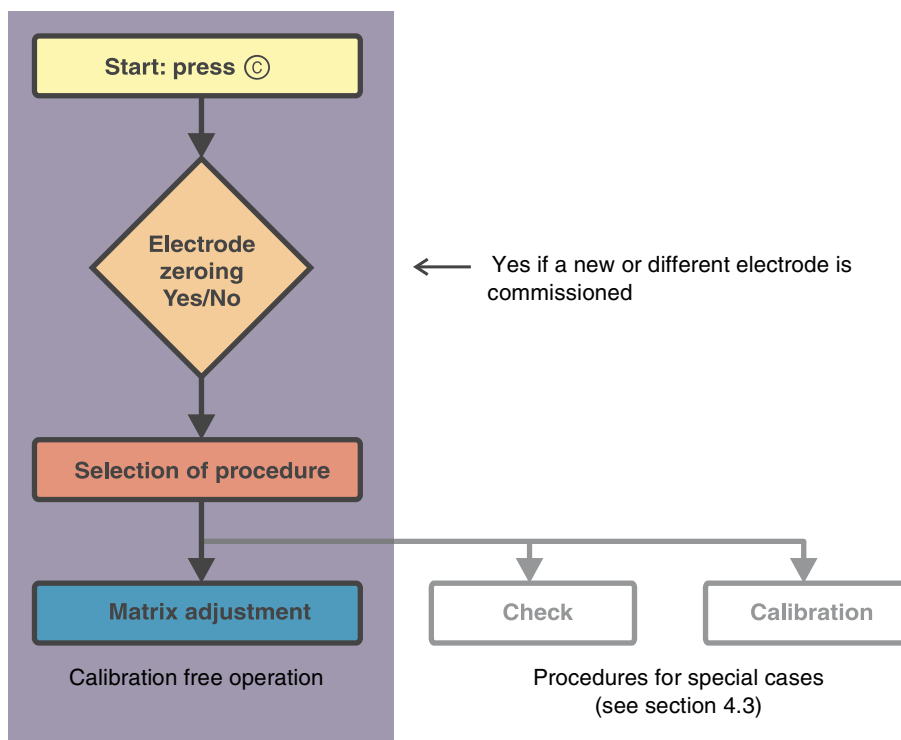 Start: press Ⓒ
Electrode
zeroing
Yes/No
Yes if a new or different electrode is
commissioned
Selection of procedure
Matrix adjustment
Check
Calibration
Calibration free operation
Procedures for special cases
(see section 4.3)